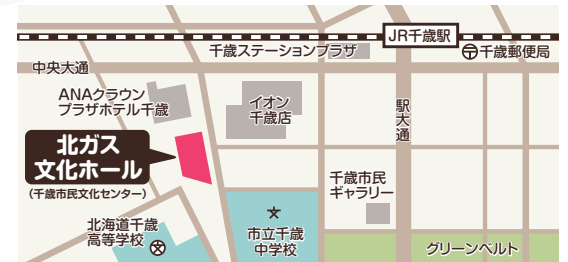 JR千歳駅
千歳ステーションプラザ
千歳郵便局
中央大通
ANAクラウン
プラザホテル千歳
イオン
千歳店
駅大通
北ガス
文化ホール
(千歳市民文化センター)
千歳市民
ギャラリー
北海道千歳
高等学校
市立千歳
中学校
グリーンベルト